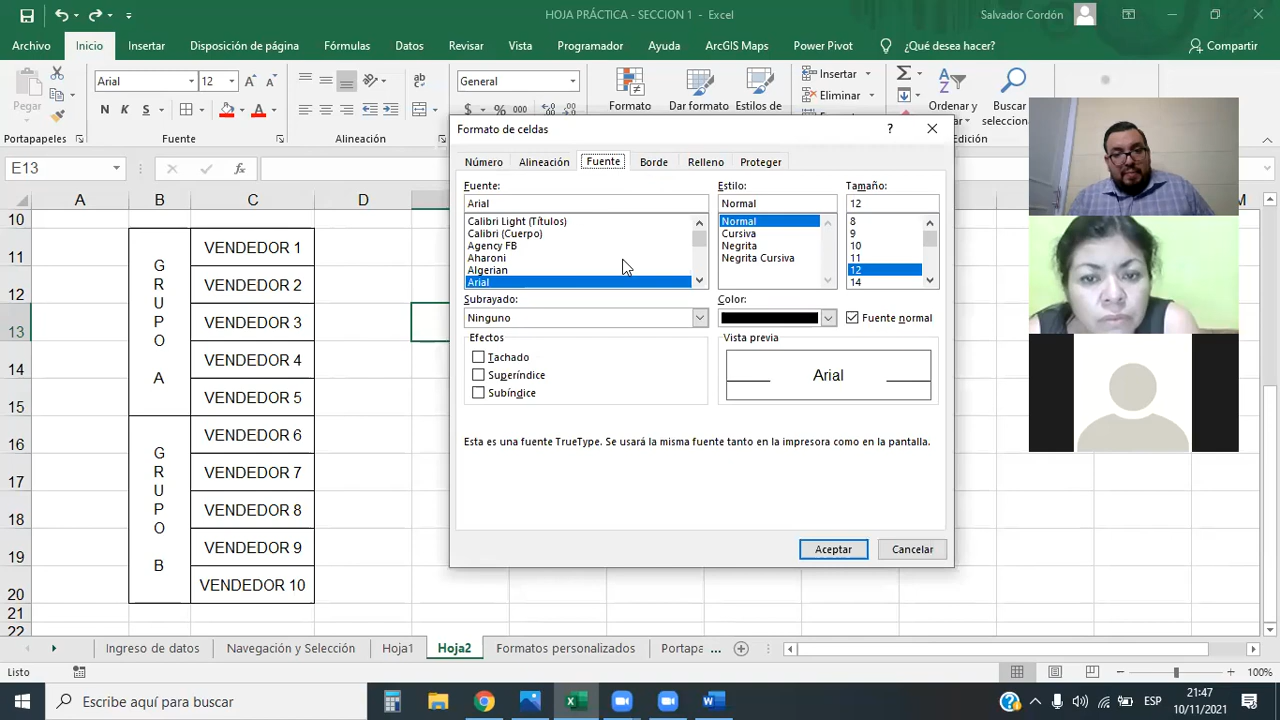 HOJA PRÁCTICA - SECCION 1 - Excel
Salvador Cordón
Archivo Inicio Insertar Disposición de página Fórmulas Datos Revisar Vista Programador Ayuda ArcGIS Maps Power Pivot ¿Qué desea hacer? Compartir
Arial 12 General
Pegar
N K S
$ % 000
Formato Dar formato Estilos de
Insertar
Eliminar
Ordenar y Buscar
Portapapeles Fuente Alineación
Edición
E13
A B C D
10
11 VENDEDOR 1
12 VENDEDOR 2
13 VENDEDOR 3
14 VENDEDOR 4
15 VENDEDOR 5
16 VENDEDOR 6
17 VENDEDOR 7
18 VENDEDOR 8
19 VENDEDOR 9
20 VENDEDOR 10
21
22
G
R
U
P
O
A
G
R
U
P
O
B
Formato de celdas ?
Número Alineación Fuente Borde Relleno Proteger
Fuente: Estilo: Tamaño:
Arial Normal 12
Calibri Light (Títulos) Normal 8
Calibri (Cuerpo) Cursiva 9
Agency FB Negrita 10
Aharoni Negrita Cursiva 11
Algerian 12
Arial 14
Subrayado: Color:
Ninguno Fuente normal
Efectos Vista previa
Tachado
Superíndice
Subíndice
Arial
Esta es una fuente TrueType. Se usará la misma fuente tanto en la impresora como en la pantalla.
Aceptar Cancelar
Ingreso de datos Navegación y Selección Hoja1 Hoja2 Formatos personalizados Portapa ...
Listo 100%
Escribe aquí para buscar
ESP
21:47
10/11/2021